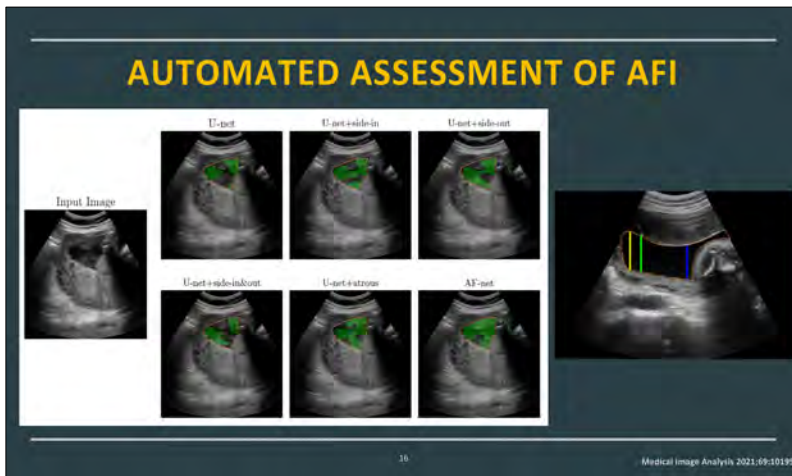 AUTOMATED ASSESSMENT OF AFI
U-net
U-net+side-in
U-net+side-out
Input Image
U-net+side-in&out
U-net+atrous
AF-net
16
Medical Image Analysis 2021;69:10195